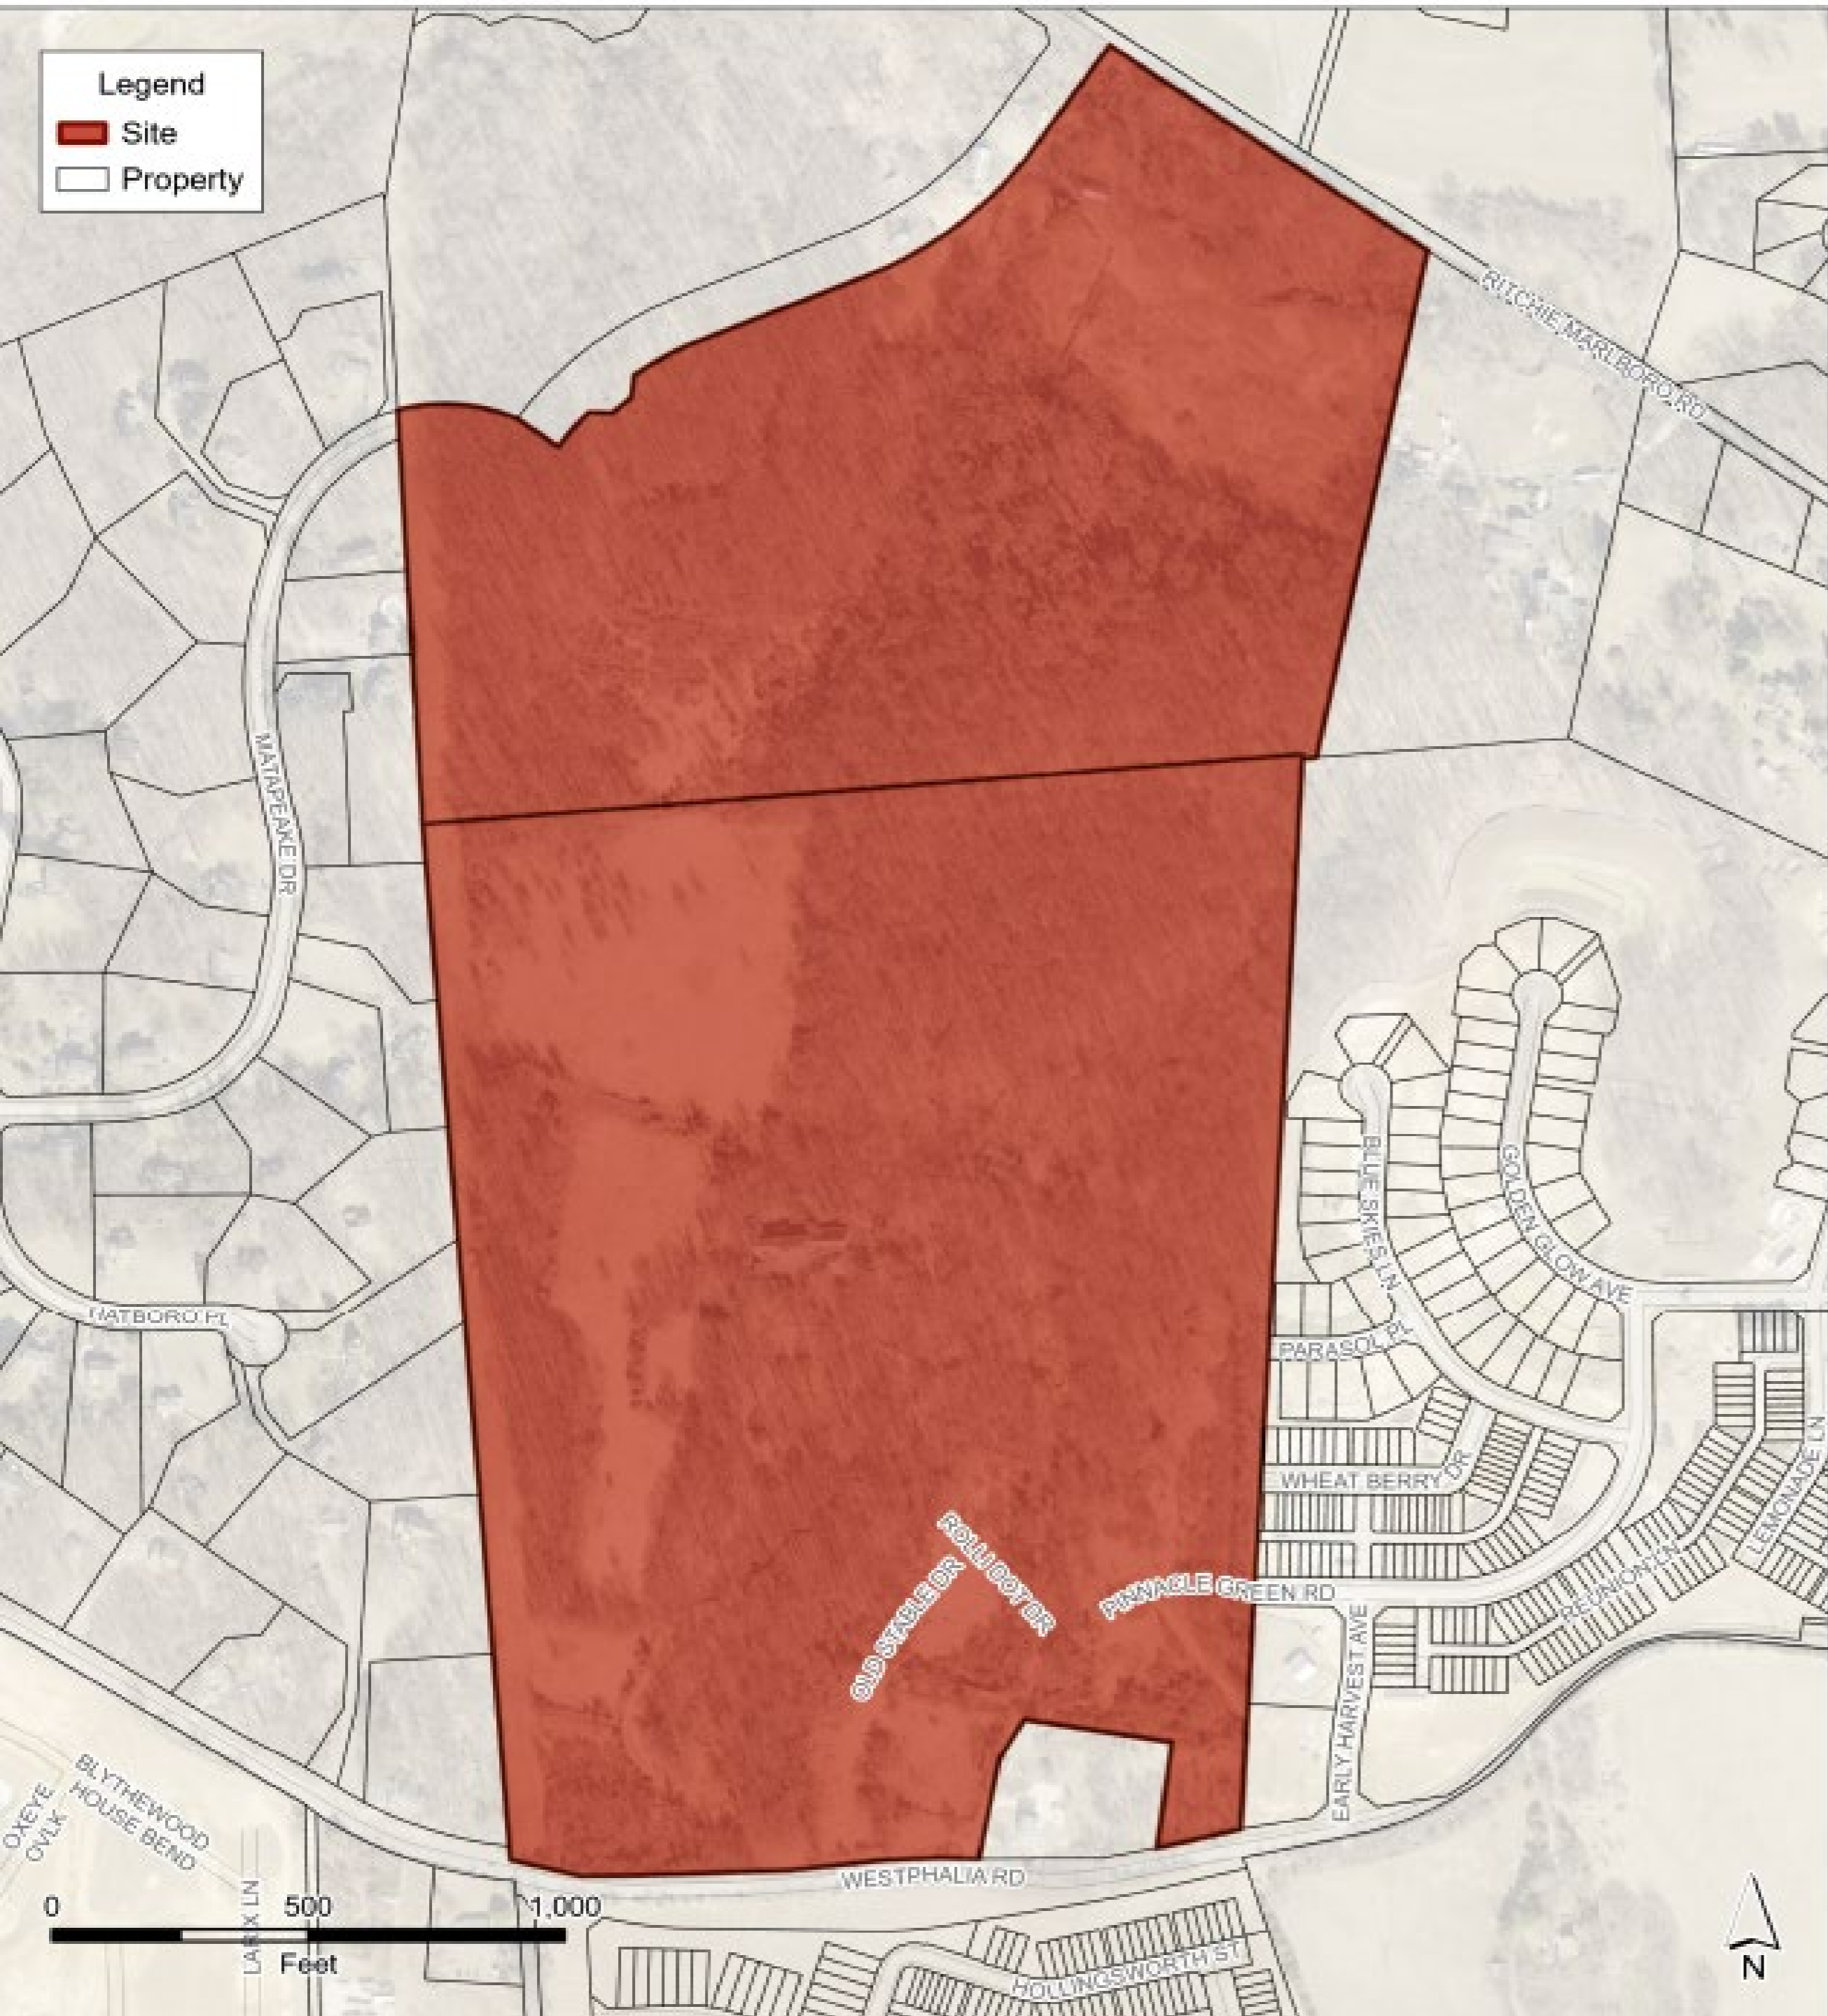 Legend
Site
Property
RITCHIE MARLBORO RD
MATAPEAKE DR
BLUE SKIES LN
GOLDEN GLOW AVE
HATBORO PL
PARASOL PL
WHEAT BERRY DR
LEMONADE LN
ROLLI DOT DR
OLD STABLE DR
PINNACLE GREEN RD
REUNION LN
EARLY HARVEST AVE
BLYTHEWOOD
HOUSE BEND
OXEYE
OVLK
LARIX LN
WESTPHALIA RD
HOLLINGSWORTH ST
0 500 1,000
Feet
N